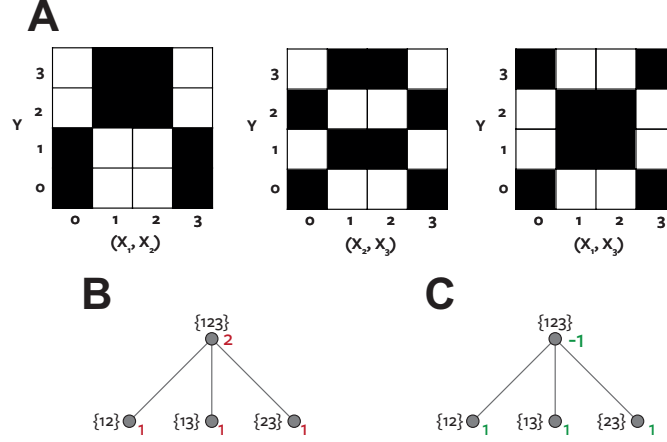 A
3
2
Y
1
0
0 1 2 3
(X₁, X₂)
3
2
1
0
0 1 2 3
(X₂, X₃)
3
2
Y
1
0
0 1 2 3
(X₁, X₃)
B
{123}
2
{12} 1 {13} 1 {23} 1
C
{123}
-1
{12} 1 {13} 1 {23} 1